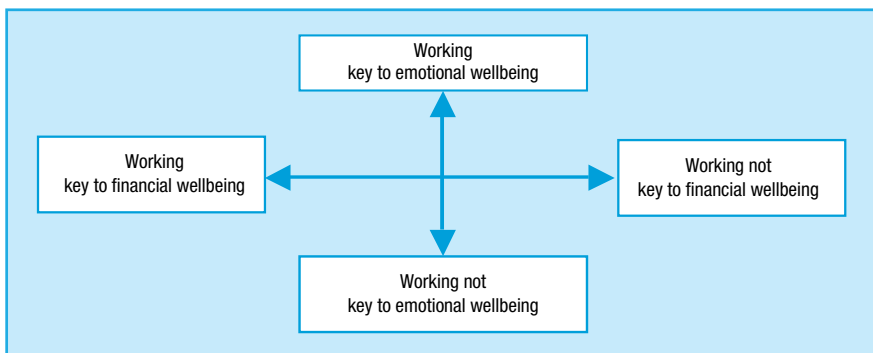 Working
key to emotional wellbeing
Working
key to financial wellbeing
Working not
key to financial wellbeing
Working not
key to emotional wellbeing